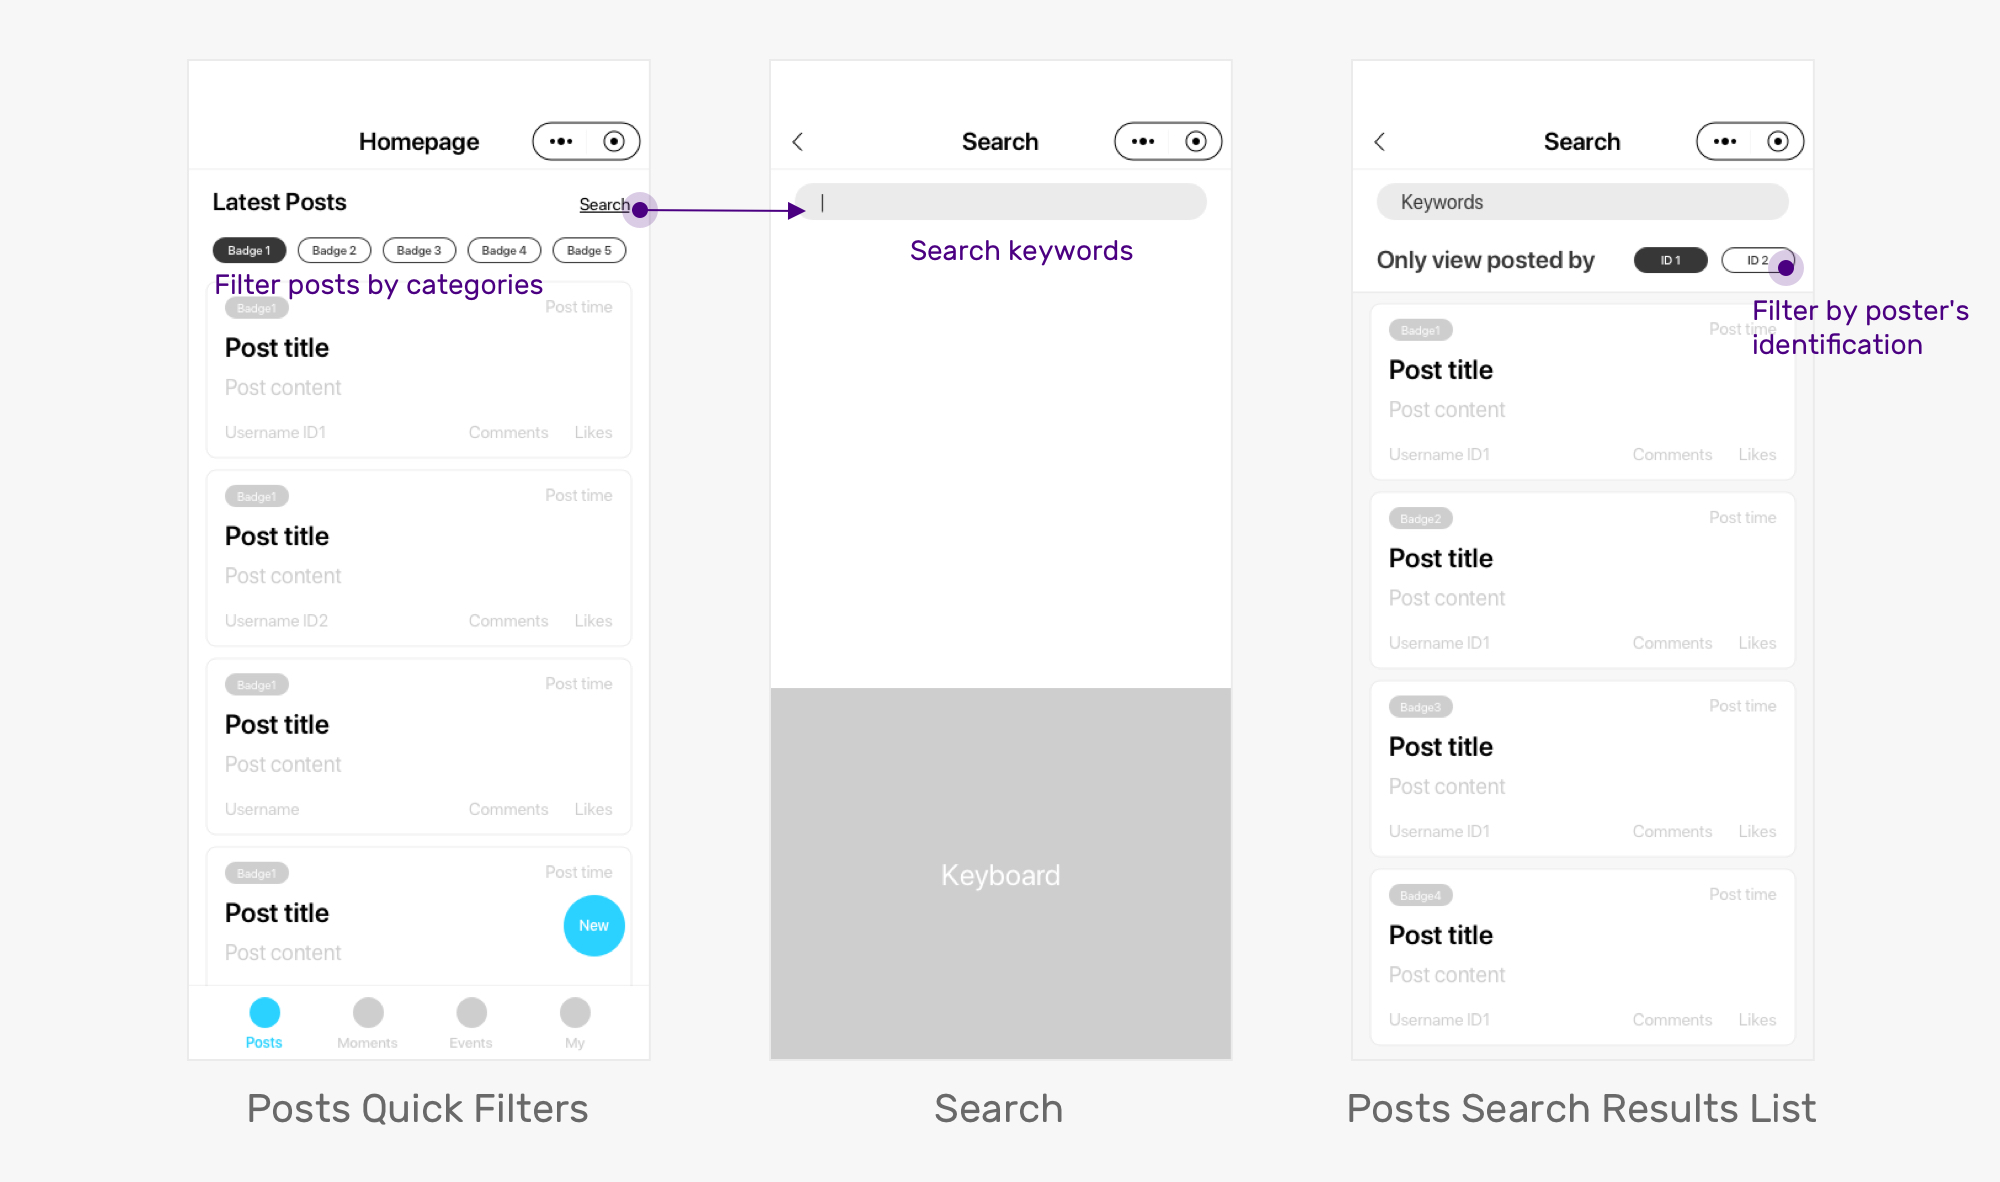 Homepage
Latest Posts
Search
Badge 1
Badge 2
Badge 3
Badge 4
Badge 5
Filter posts by categories
Badge1
Post time
Post title
Post content
Username ID1
Comments
Likes
Badge1
Post time
Post title
Post content
Username ID2
Comments
Likes
Badge1
Post time
Post title
Post content
Username
Comments
Likes
Badge1
Post time
Post title
Post content
New
Posts
Moments
Events
My
Posts Quick Filters
Search
Search keywords
Keyboard
Search
Search
Keywords
Only view posted by
ID 1
ID 2
Filter by poster's
identification
Badge1
Post time
Post title
Post content
Username ID1
Comments
Likes
Badge2
Post time
Post title
Post content
Username ID1
Comments
Likes
Badge3
Post time
Post title
Post content
Username ID1
Comments
Likes
Badge4
Post time
Post title
Post content
Username ID1
Comments
Likes
Posts Search Results List